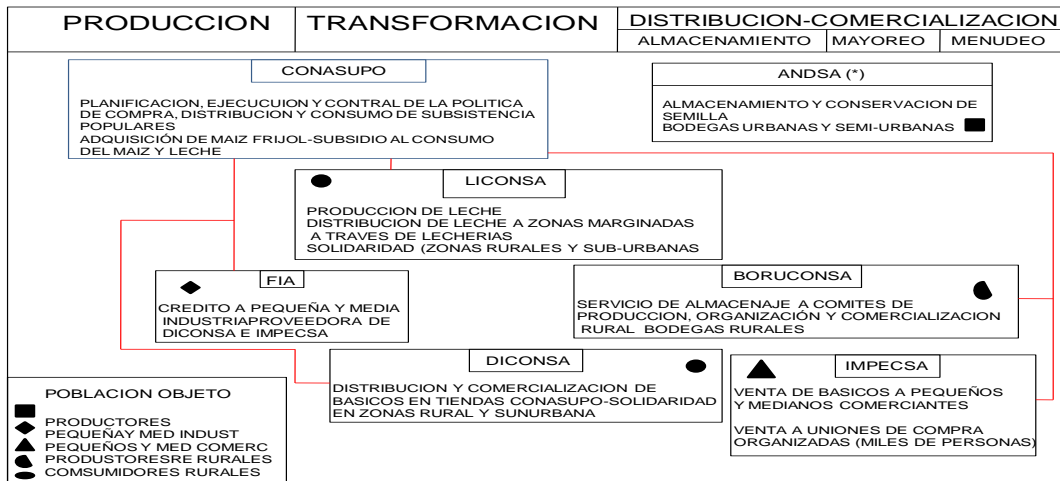 PRODUCCION
TRANSFORMACION
DISTRIBUCION-COMERCIALIZACION
ALMACENAMIENTO
MAYOREO
MENUDEO
CONASUPO
PLANIFICACION, EJECUCUION Y CONTRAL DE LA POLITICA
DE COMPRA, DISTRIBUCION Y CONSUMO DE SUBSISTENCIA
POPULARES
ADQUISICIÓN DE MAIZ FRIJOL-SUBSIDIO AL CONSUMO
DEL MAIZ Y LECHE
ANDSA (*)
ALMACENAMIENTO Y CONSERVACION DE
SEMILLA
BODEGAS URBANAS Y SEMI-URBANAS
LICONSA
PRODUCCION DE LECHE
DISTRIBUCION DE LECHE A ZONAS MARGINADAS
A TRAVES DE LECHERIAS
SOLIDARIDAD (ZONAS RURALES Y SUB-URBANAS
FIA
CREDITO A PEQUEÑA Y MEDIA
INDUSTRIAPROVEEDORA DE
DICONSA E IMPECSA
BORUCONSA
SERVICIO DE ALMACENAJE A COMITES DE
PRODUCCION, ORGANIZACIÓN Y COMERCIALIZACION
RURAL BODEGAS RURALES
DICONSA
DISTRIBUCION Y COMERCIALIZACION DE
BASICOS EN TIENDAS CONASUPO-SOLIDARIDAD
EN ZONAS RURAL Y SUNURBANA
IMPECSA
VENTA DE BASICOS A PEQUEÑOS
Y MEDIANOS COMERCIANTES
VENTA A UNIONES DE COMPRA
ORGANIZADAS (MILES DE PERSONAS)
POBLACION OBJETO
PRODUCTORES
PEQUEÑAY MED INDUST
PEQUEÑOS Y MED COMERC
PRODUSTORESRE RURALES
COMSUMIDORES RURALES